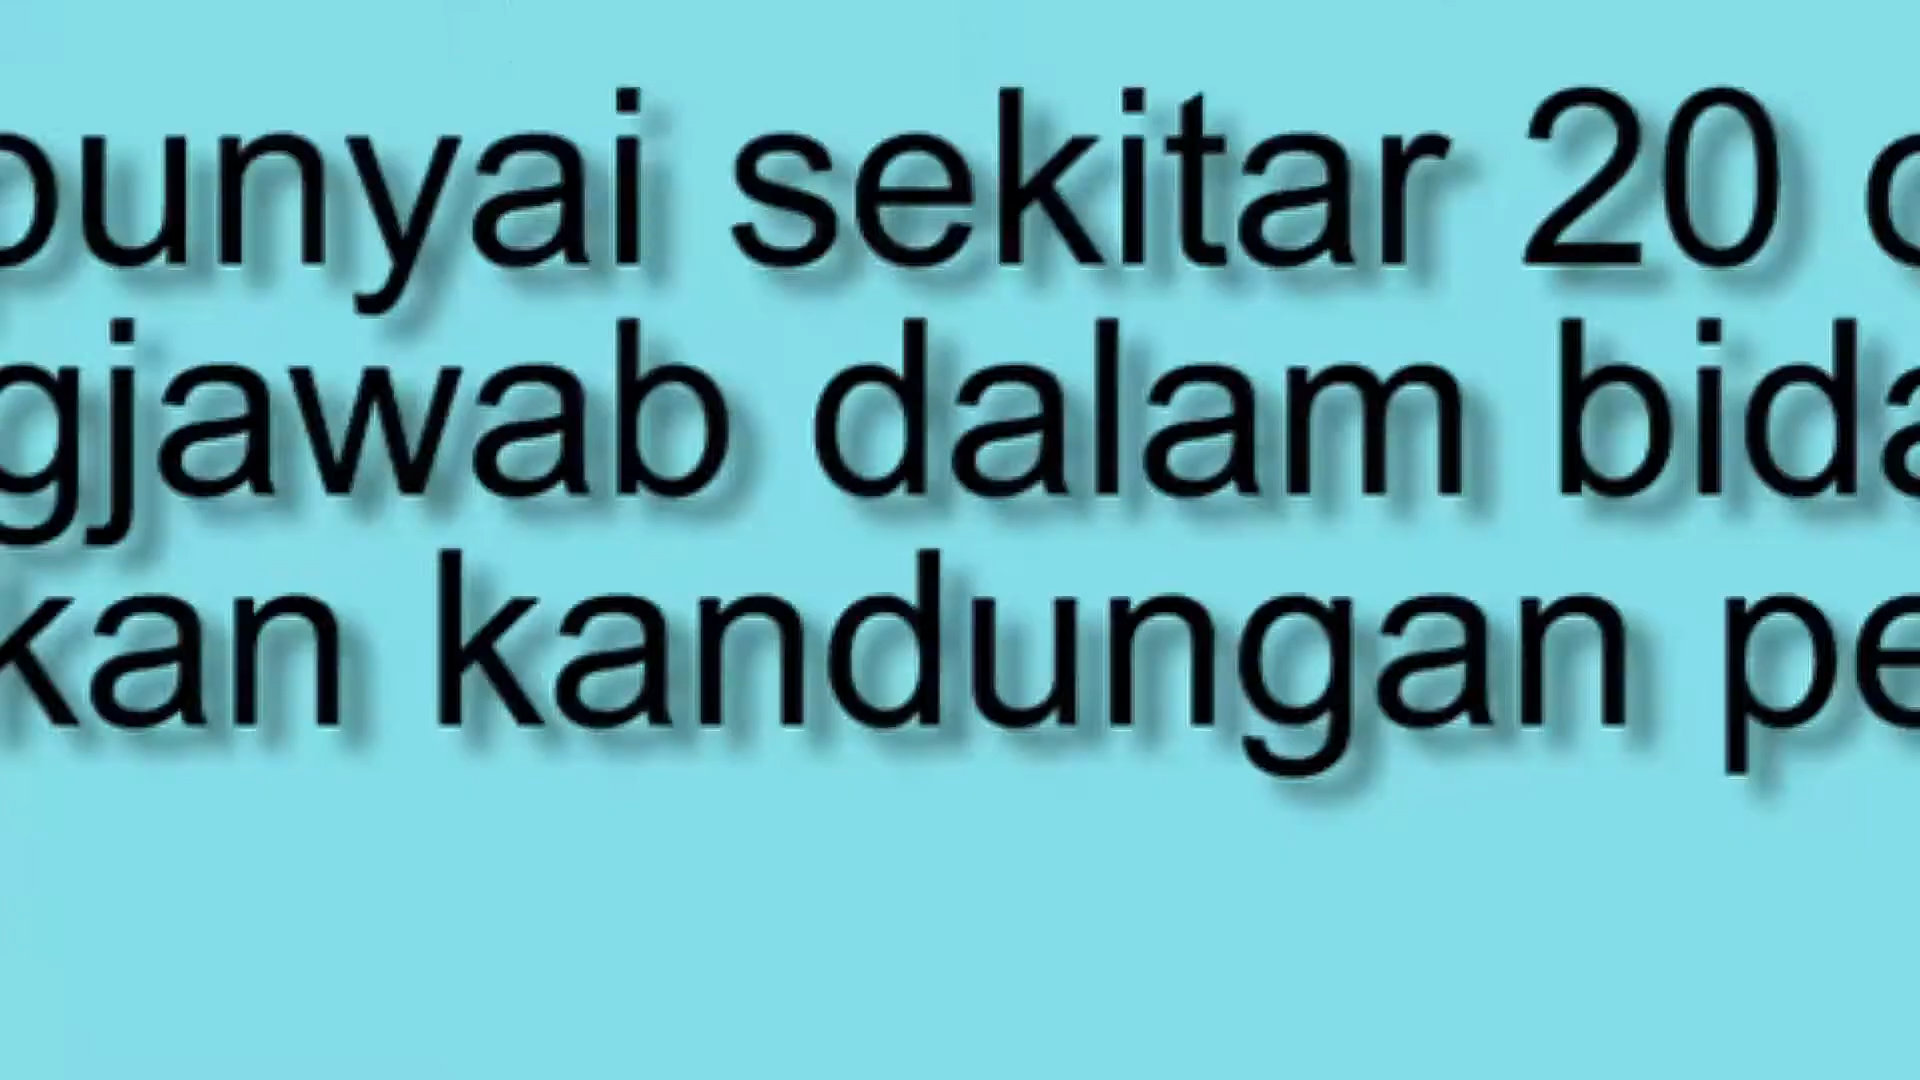 punyai sekitar 20 o
gjawab dalam bida
kan kandungan pe